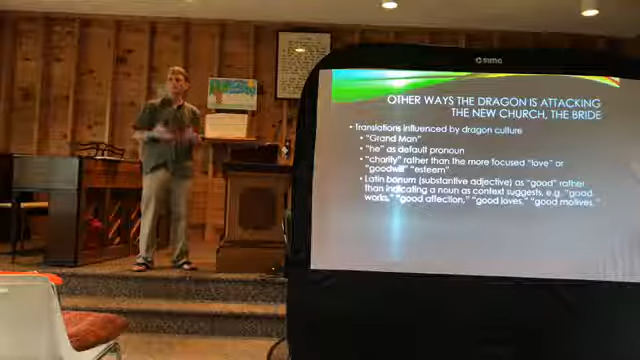 OTHER WAYS THE DRAGON IS ATTACKING
THE NEW CHURCH, THE BRIDE
• Translations influenced by dragon culture
• "Grand Man"
• "he" as default pronoun
• "charity" rather than the more focused "love" or
"goodwill" "esteem"
• Latin bonum (substantive adjective) as "good" rather
than indicating a noun as context suggests, e.g. "good
works," "good affection," "good loves," "good motives."